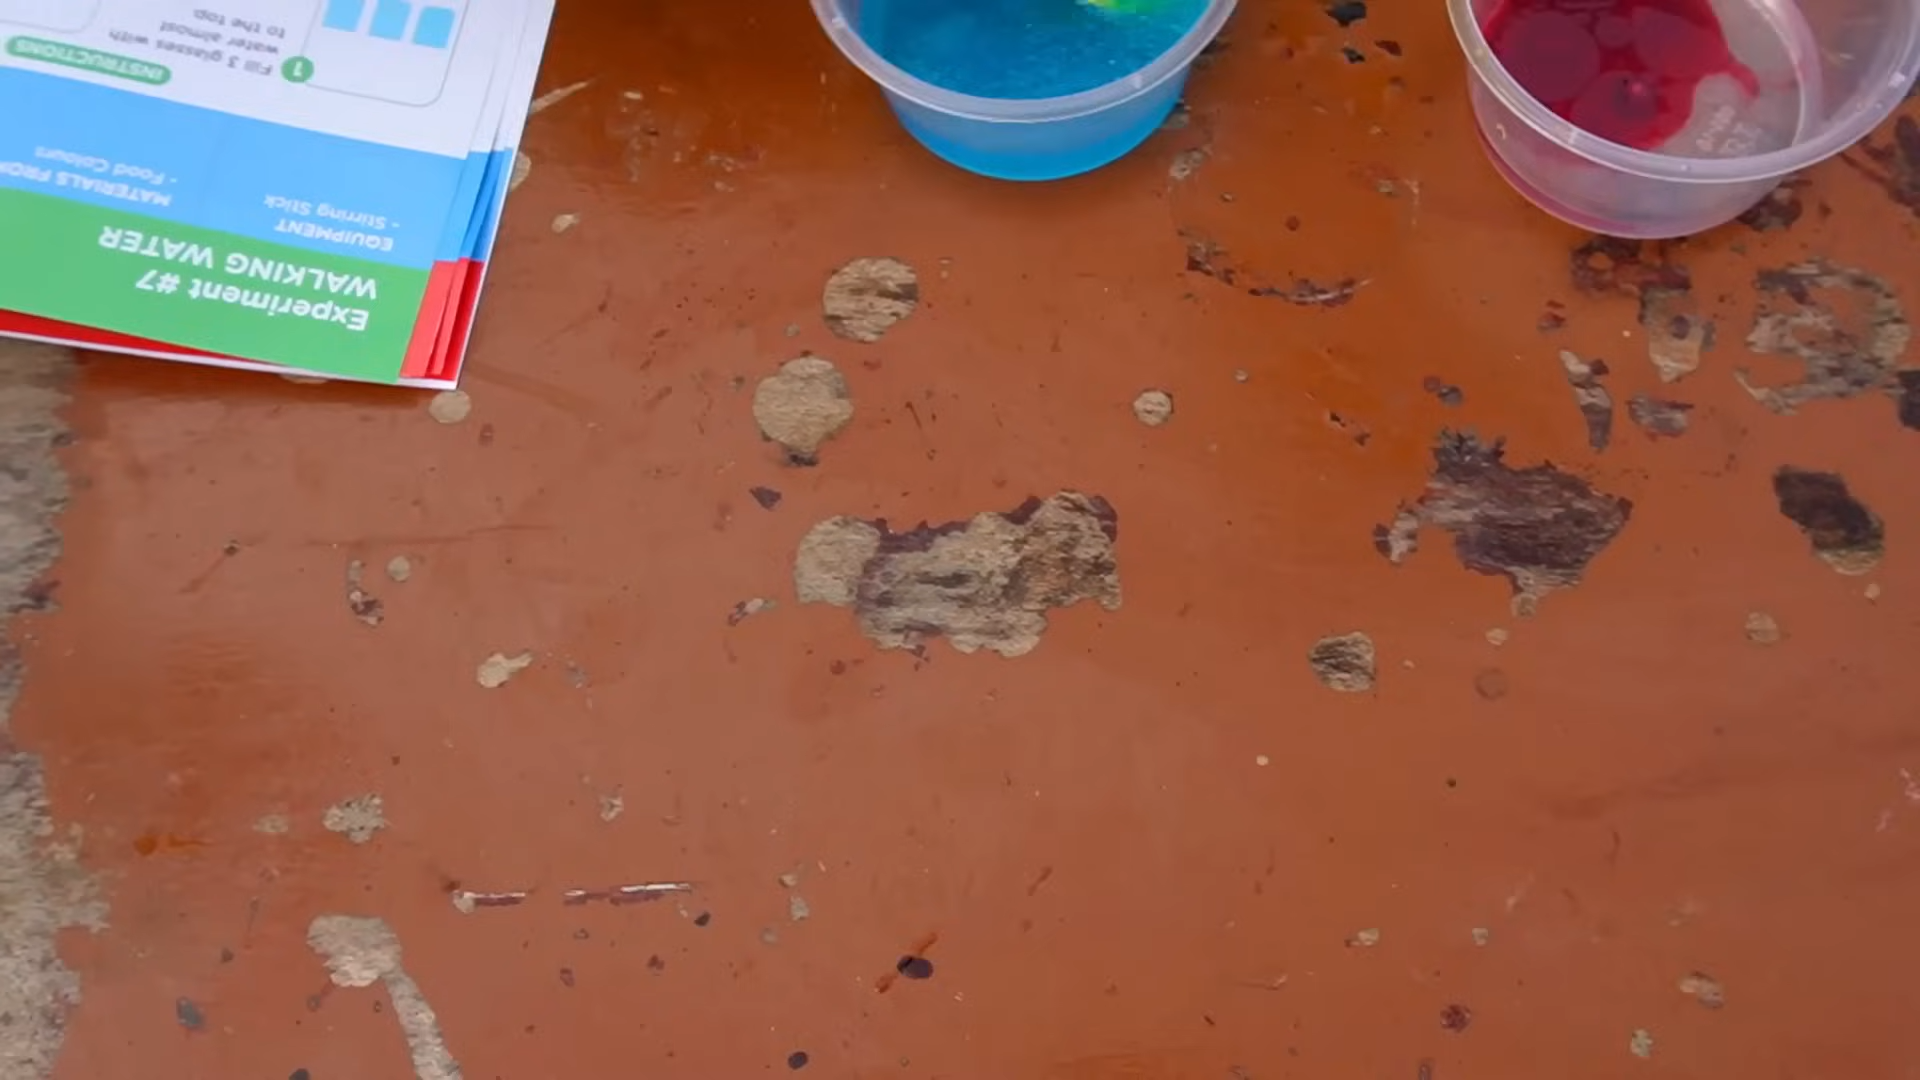 Experiment #7
WALKING WATER
EQUIPMENT
- Stirring Stick
MATERIALS FRO
- Food Colours
INSTRUCTIONS
1 Fill 3 glasses with
water almost
to the top.